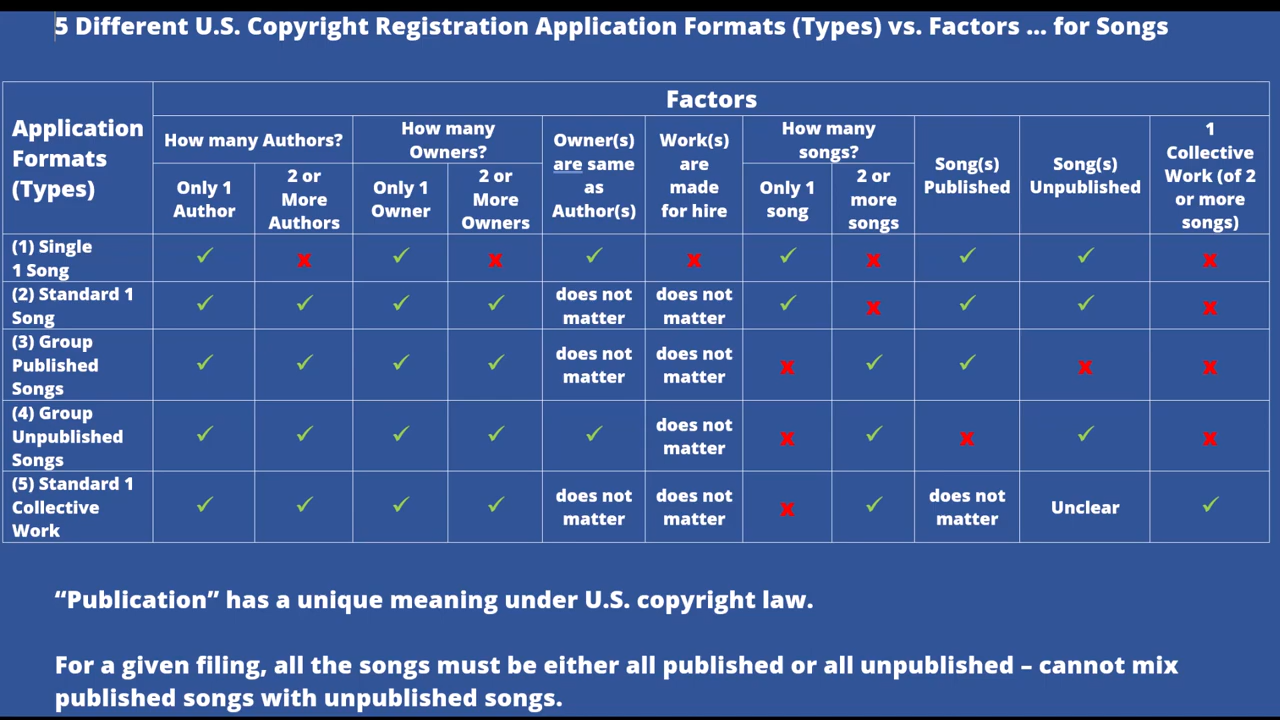 5 Different U.S. Copyright Registration Application Formats (Types) vs. Factors ... for Songs
Application
Formats
(Types)
Factors
How many Authors?
How many
Owners?
Owner(s)
are same
as
Author(s)
Work(s)
are
made
for hire
How many
songs?
Song(s)
Published
Song(s)
Unpublished
1
Collective
Work (of 2
or more
songs)
Only 1
Author
2 or
More
Authors
Only 1
Owner
2 or
More
Owners
Only 1
song
2 or
more
songs
(1) Single
1 Song
✓ x ✓ x ✓ x ✓ x ✓ ✓ x
(2) Standard 1
Song
✓ ✓ ✓ ✓
does not
matter
does not
matter
✓ x ✓ ✓ x
(3) Group
Published
Songs
✓ ✓ ✓ ✓
does not
matter
does not
matter
x ✓ ✓ x x
(4) Group
Unpublished
Songs
✓ ✓ ✓ ✓ ✓
does not
matter
x ✓ x ✓ x
(5) Standard 1
Collective
Work
✓ ✓ ✓ ✓
does not
matter
does not
matter
x ✓
does not
matter
Unclear
✓
“Publication” has a unique meaning under U.S. copyright law.
For a given filing, all the songs must be either all published or all unpublished – cannot mix
published songs with unpublished songs.